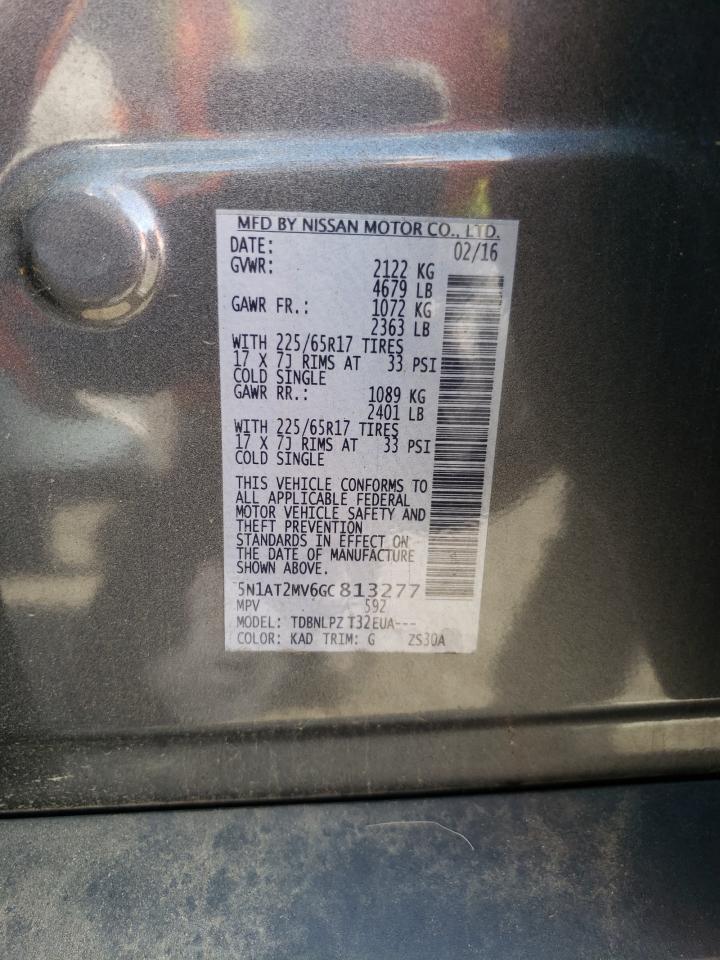 MFD BY NISSAN MOTOR CO., LTD.
DATE: 02/16
GVWR: 2122 KG
4679 LB
GAWR FR.: 1072 KG
2363 LB
WITH 225/65R17 TIRES
17 X 7J RIMS AT 33 PSI
COLD SINGLE
GAWR RR.: 1089 KG
2401 LB
WITH 225/65R17 TIRES
17 X 7J RIMS AT 33 PSI
COLD SINGLE
THIS VEHICLE CONFORMS TO
ALL APPLICABLE FEDERAL
MOTOR VEHICLE SAFETY AND
THEFT PREVENTION
STANDARDS IN EFFECT ON
THE DATE OF MANUFACTURE
SHOWN ABOVE.
5N1AT2MV6GC813277
MPV 592
MODEL: TDBNLPZ T32EUA---
COLOR: KAD TRIM: G ZS30A